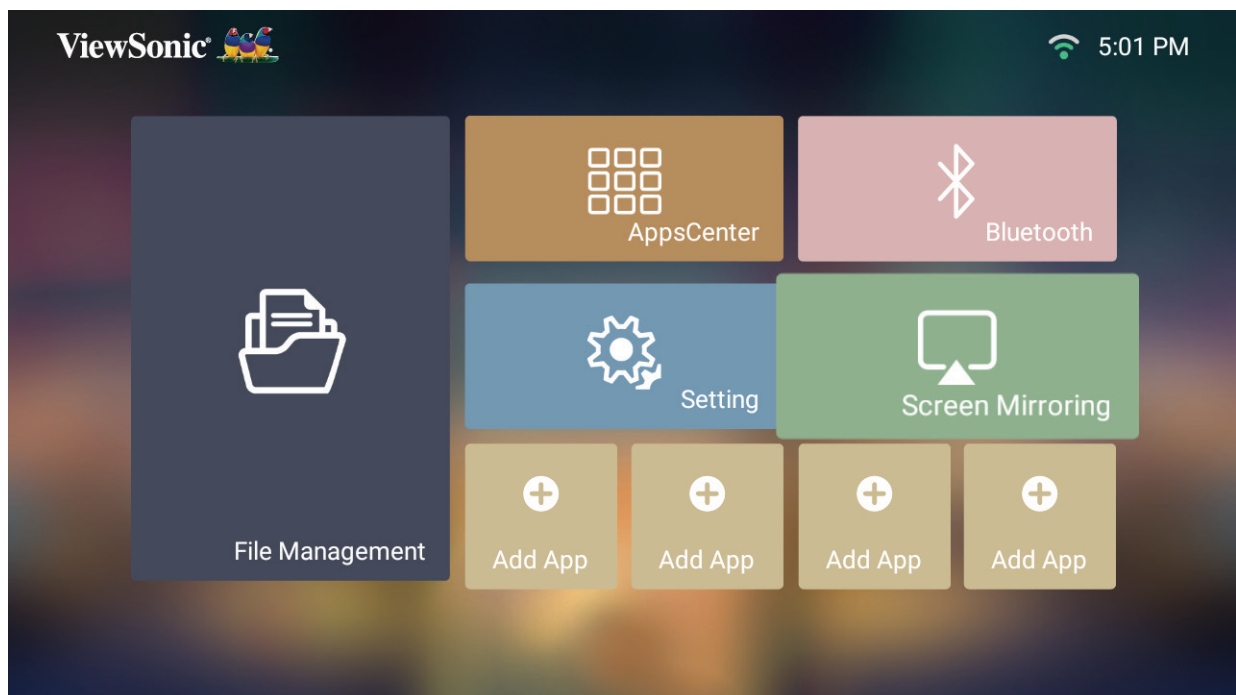 ViewSonic®
5:01 PM
AppsCenter
Bluetooth
Setting
Screen Mirroring
File Management
Add App
Add App
Add App
Add App